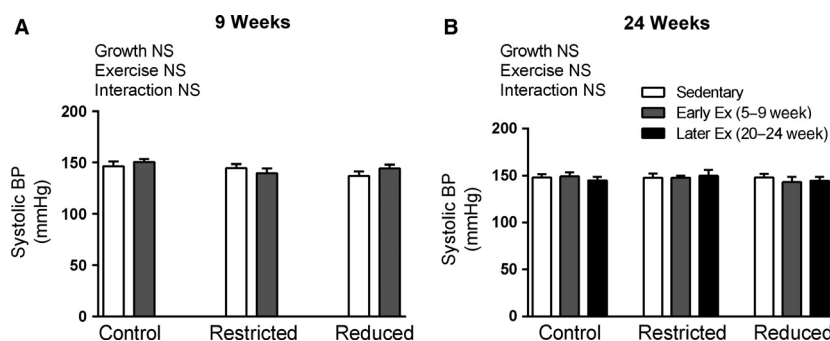 A
9 Weeks
Growth NS
Exercise NS
Interaction NS
200
150
100
50
0
Systolic BP
(mmHg)
Control
Restricted
Reduced
B
24 Weeks
Growth NS
Exercise NS
Interaction NS
Sedentary
Early Ex (5–9 week)
Later Ex (20–24 week)
200
150
100
50
0
Systolic BP
(mmHg)
Control
Restricted
Reduced